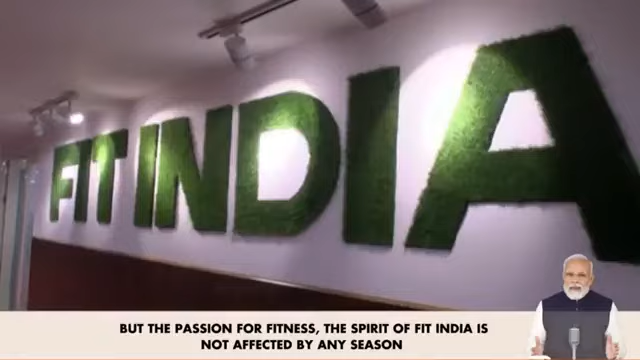 FIT INDIA
BUT THE PASSION FOR FITNESS, THE SPIRIT OF FIT INDIA IS
NOT AFFECTED BY ANY SEASON